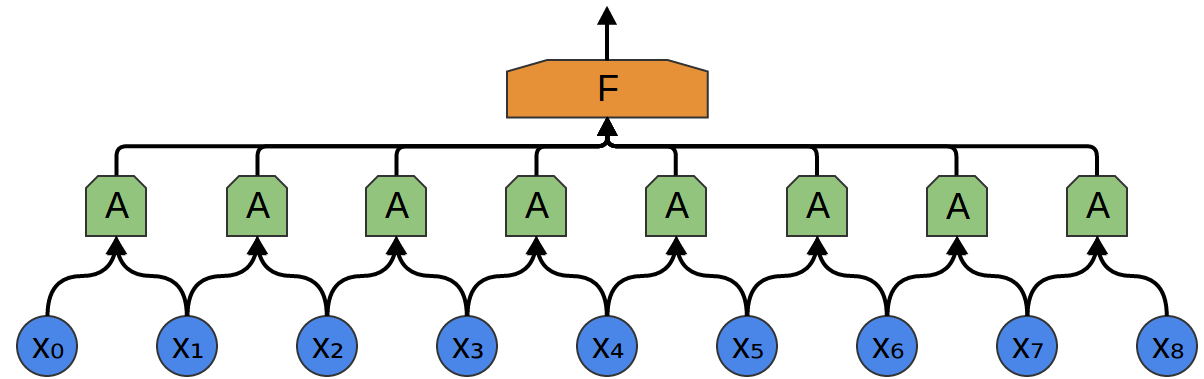 F
A A A A A A A A
x₀ x₁ x₂ x₃ x₄ x₅ x₆ x₇ x₈